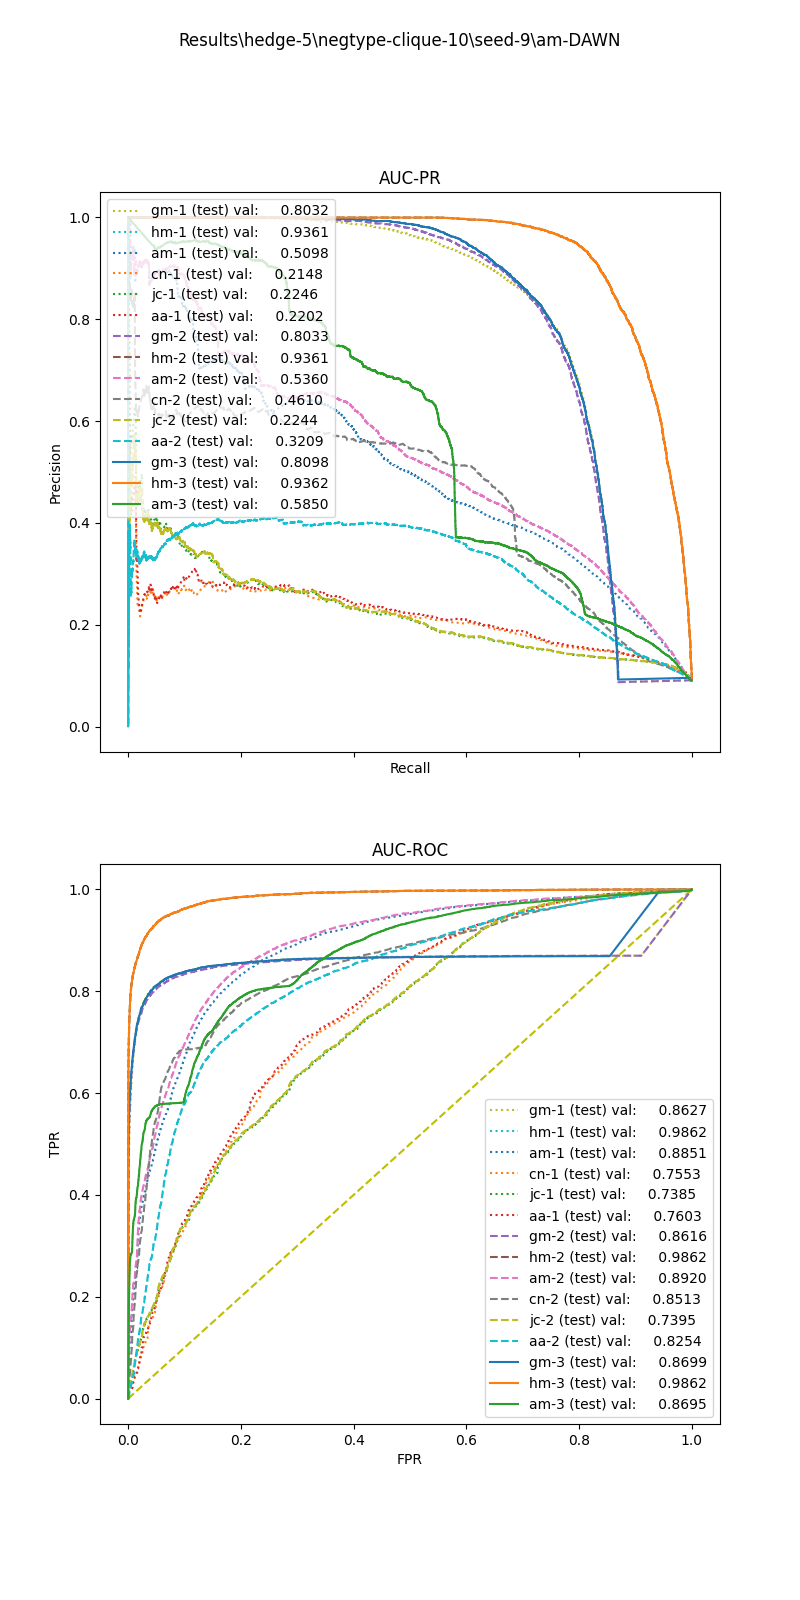 Results\hedge-5\negtype-clique-10\seed-9\am-DAWN
AUC-PR
1.0
0.8
0.6
0.4
0.2
0.0
Precision
gm-1 (test) val: 0.8032
hm-1 (test) val: 0.9361
am-1 (test) val: 0.5098
cn-1 (test) val: 0.2148
jc-1 (test) val: 0.2246
aa-1 (test) val: 0.2202
gm-2 (test) val: 0.8033
hm-2 (test) val: 0.9361
am-2 (test) val: 0.5360
cn-2 (test) val: 0.4610
jc-2 (test) val: 0.2244
aa-2 (test) val: 0.3209
gm-3 (test) val: 0.8098
hm-3 (test) val: 0.9362
am-3 (test) val: 0.5850
Recall
AUC-ROC
1.0
0.8
0.6
0.4
0.2
0.0
TPR
gm-1 (test) val: 0.8627
hm-1 (test) val: 0.9862
am-1 (test) val: 0.8851
cn-1 (test) val: 0.7553
jc-1 (test) val: 0.7385
aa-1 (test) val: 0.7603
gm-2 (test) val: 0.8616
hm-2 (test) val: 0.9862
am-2 (test) val: 0.8920
cn-2 (test) val: 0.8513
jc-2 (test) val: 0.7395
aa-2 (test) val: 0.8254
gm-3 (test) val: 0.8699
hm-3 (test) val: 0.9862
am-3 (test) val: 0.8695
0.0 0.2 0.4 0.6 0.8 1.0
FPR